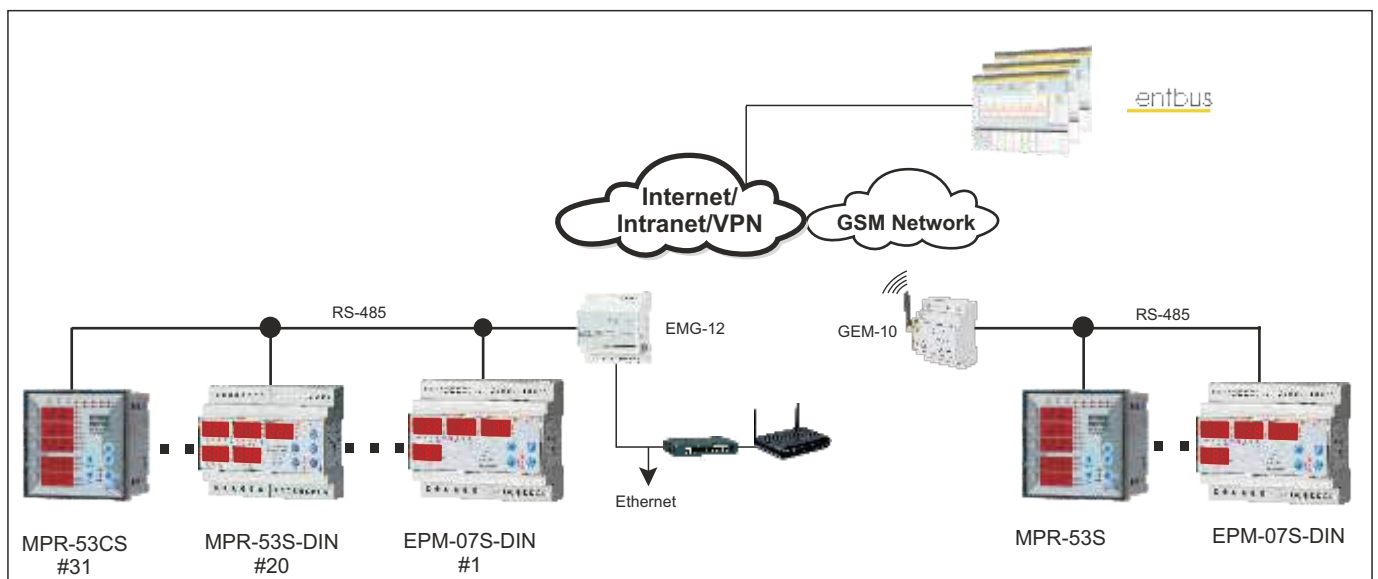 entbus
Internet/
Intranet/VPN
GSM Network
RS-485
EMG-12
GEM-10
RS-485
Ethernet
MPR-53CS
#31
MPR-53S-DIN
#20
EPM-07S-DIN
#1
MPR-53S
EPM-07S-DIN